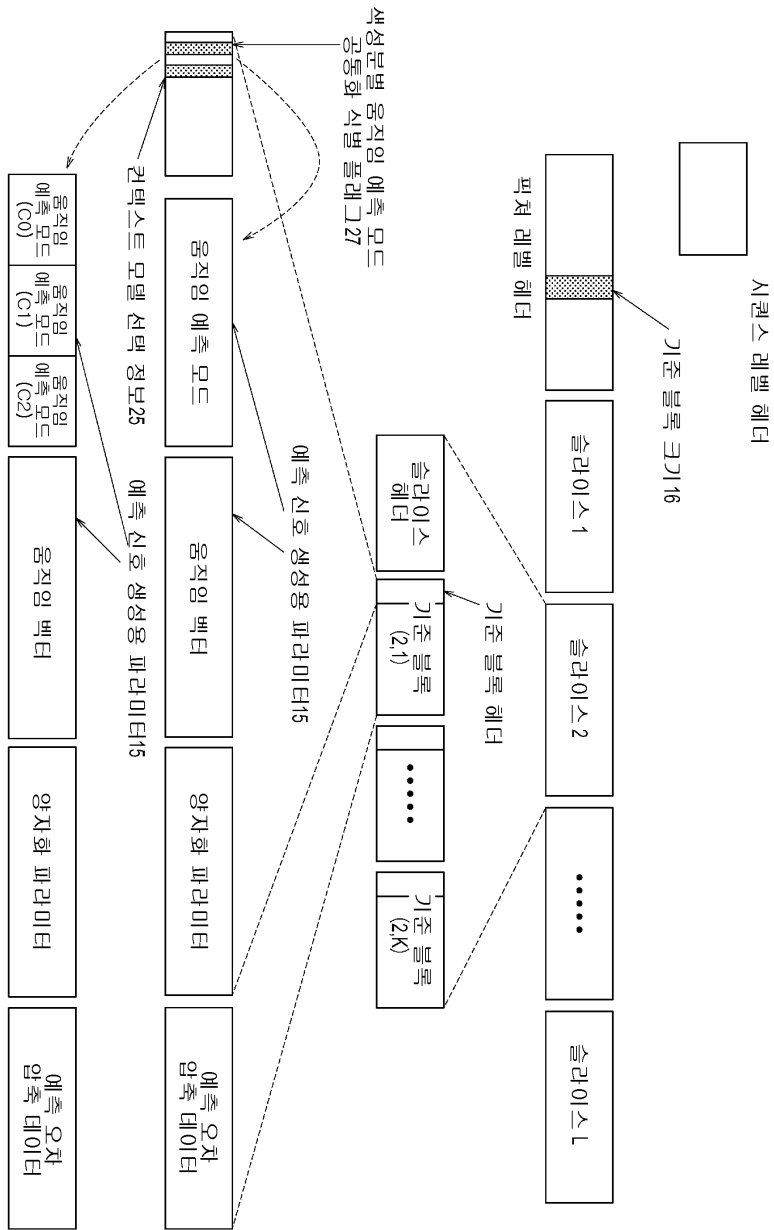 시퀀스 레벨 헤더
기준 블록 크기16
픽처 레벨 헤더
슬라이스 1
슬라이스 2
••••••
슬라이스 L
기준 블록 헤더
슬라이스
헤더
기준 블록
(2,1)
•••••
기준 블록
(2,K)
색성분별 움직임 예측 모드
공통화 식별 플래그27
예측 신호 생성용 파라미터15
움직임 예측 모드
움직임 벡터
양자화 파라미터
예측 오차
압축 데이터
컨텍스트 모델 선택 정보25
예측 신호 생성용 파라미터15
움직임
예측 모드
(C0)
움직임
예측 모드
(C1)
움직임
예측 모드
(C2)
움직임 벡터
양자화 파라미터
예측 오차
압축 데이터